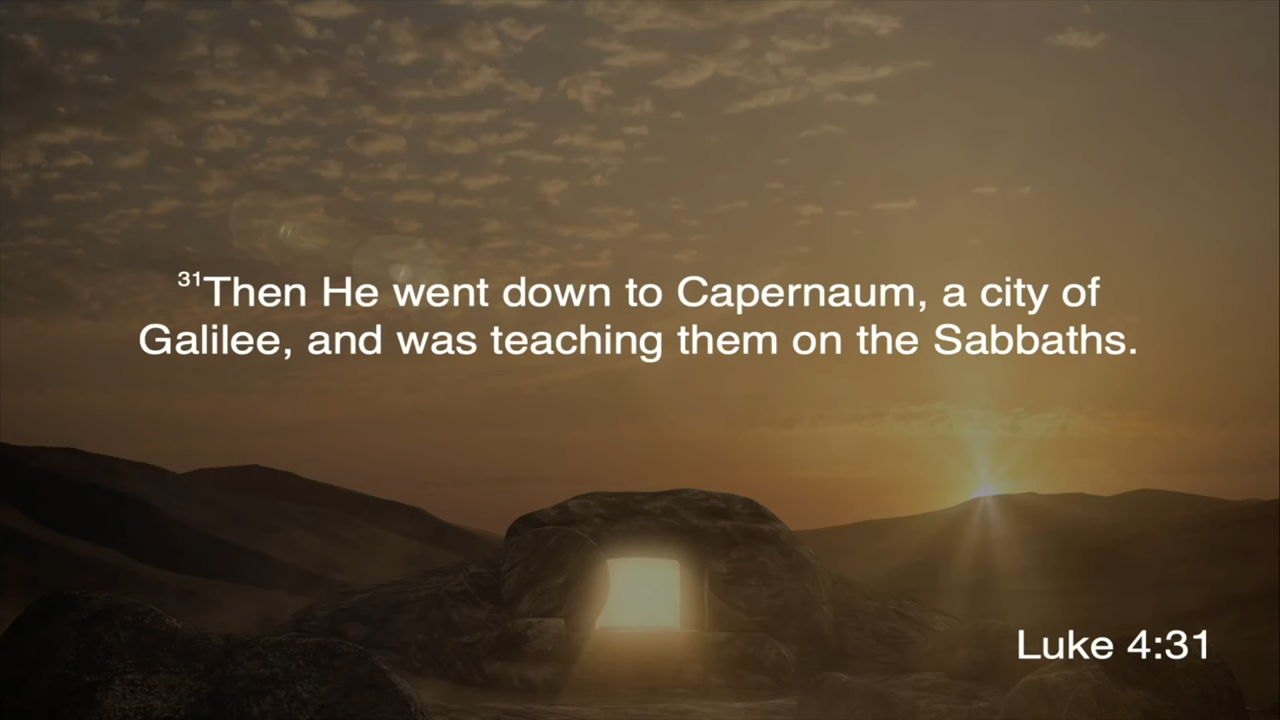 31Then He went down to Capernaum, a city of
Galilee, and was teaching them on the Sabbaths.
Luke 4:31